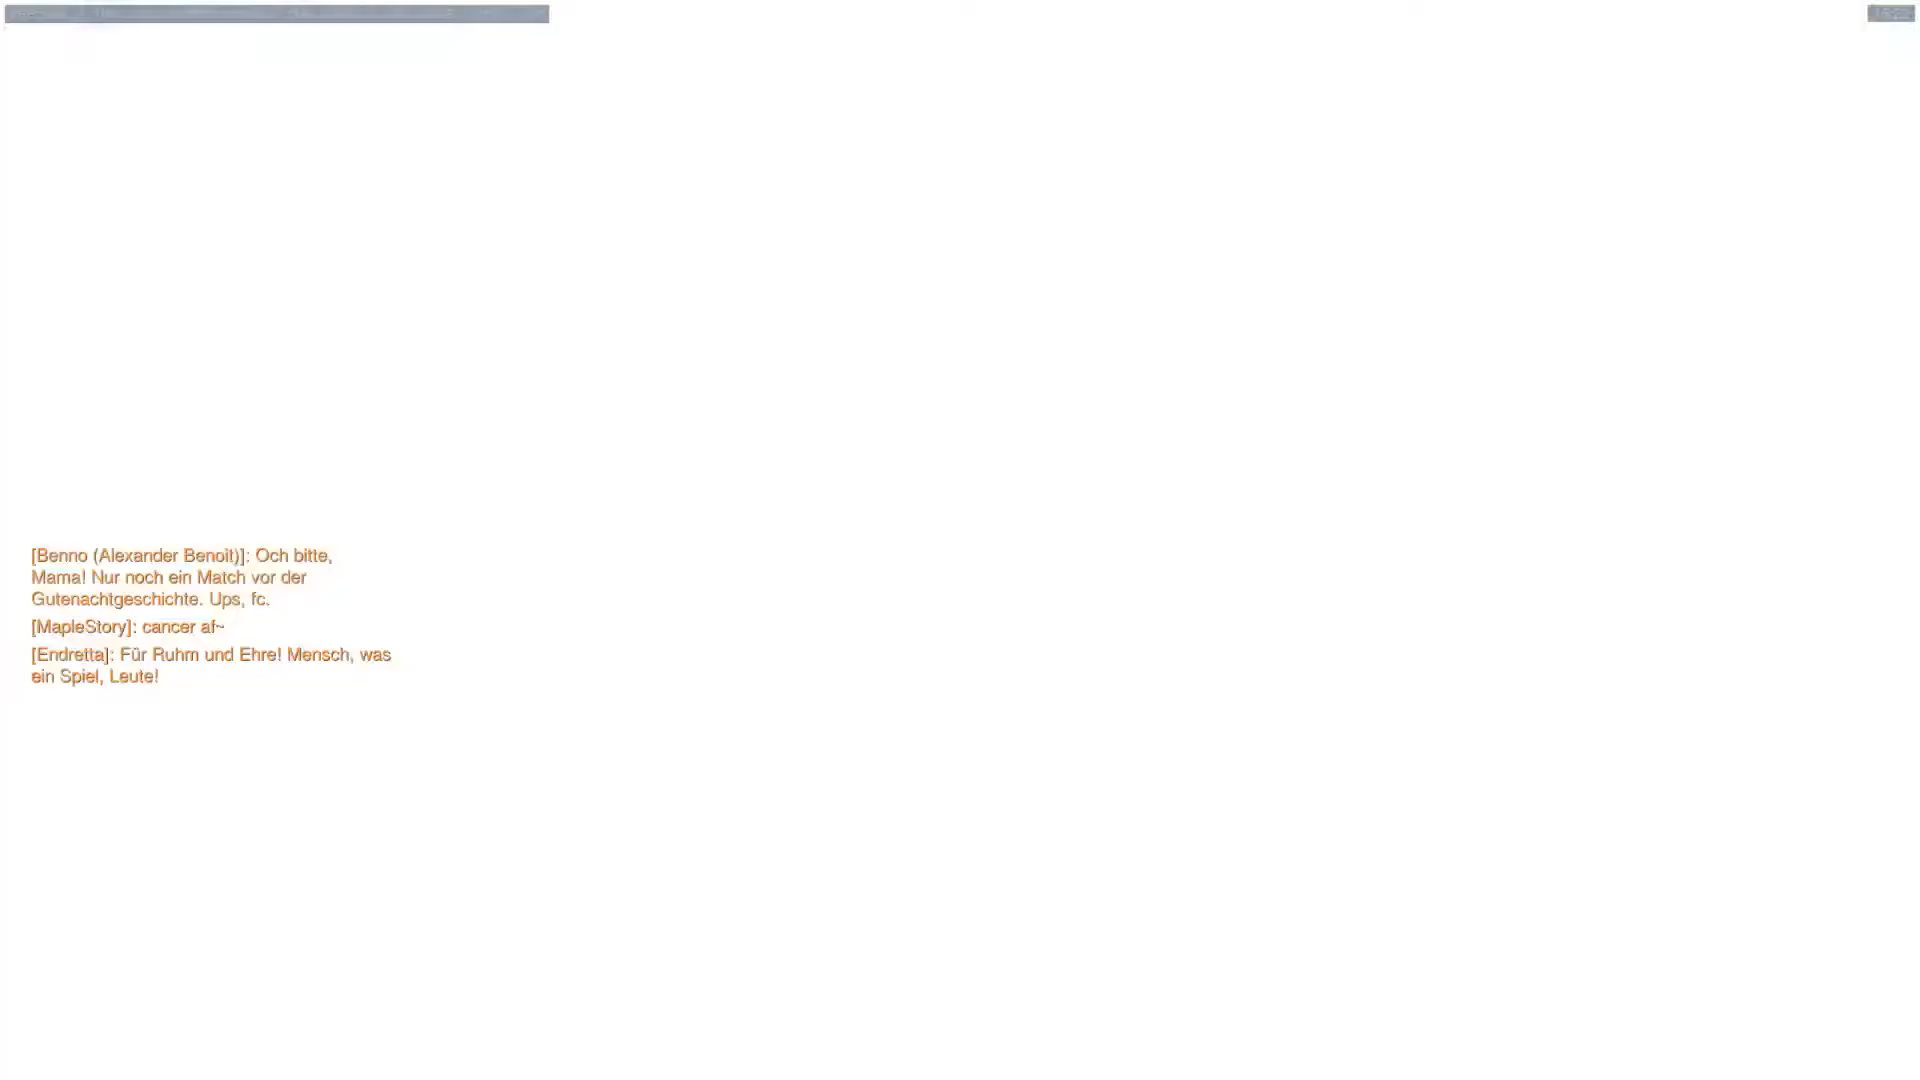 [Benno (Alexander Benoit)]: Och bitte,
Mama! Nur noch ein Match vor der
Gutenachtgeschichte. Ups, fc.
[MapleStory]: cancer af~
[Endretta]: Für Ruhm und Ehre! Mensch, was
ein Spiel, Leute!